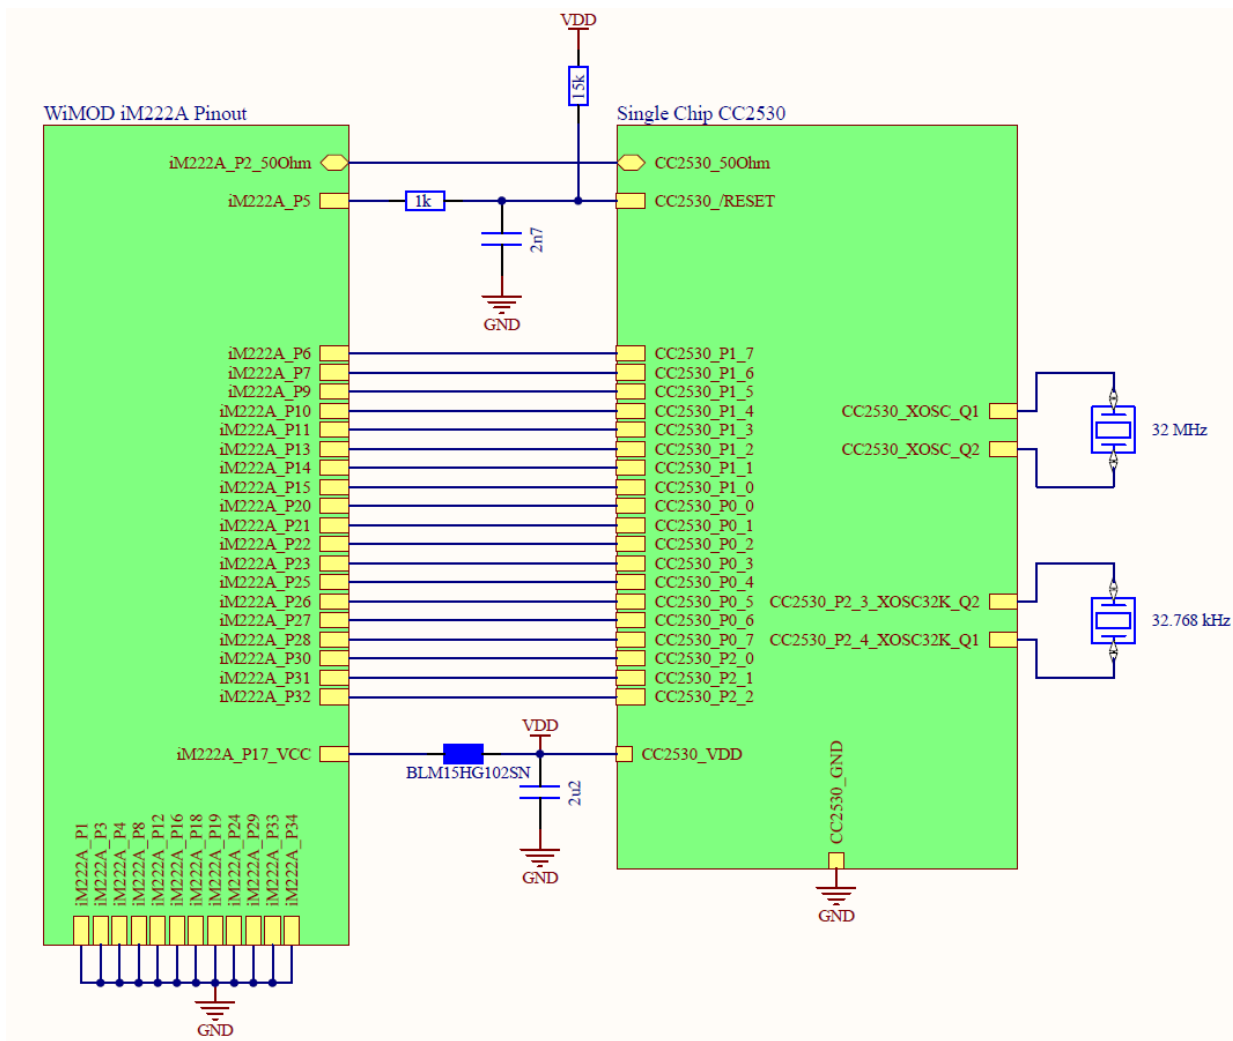 VDD
15k
WiMOD iM222A Pinout
Single Chip CC2530
iM222A_P2_50Ohm
CC2530_50Ohm
iM222A_P5
1k
CC2530_/RESET
2n7
GND
iM222A_P6
CC2530_P1_7
iM222A_P7
CC2530_P1_6
iM222A_P9
CC2530_P1_5
iM222A_P10
CC2530_P1_4
iM222A_P11
CC2530_P1_3
iM222A_P13
CC2530_P1_2
iM222A_P14
CC2530_P1_1
iM222A_P15
CC2530_P1_0
iM222A_P20
CC2530_P0_0
iM222A_P21
CC2530_P0_1
iM222A_P22
CC2530_P0_2
iM222A_P23
CC2530_P0_3
iM222A_P25
CC2530_P0_4
iM222A_P26
CC2530_P0_5
iM222A_P27
CC2530_P0_6
iM222A_P28
CC2530_P0_7
iM222A_P30
CC2530_P2_0
iM222A_P31
CC2530_P2_1
iM222A_P32
CC2530_P2_2
CC2530_XOSC_Q1
CC2530_XOSC_Q2
32 MHz
CC2530_P2_3_XOSC32K_Q2
CC2530_P2_4_XOSC32K_Q1
32.768 kHz
iM222A_P17_VCC
BLM15HG102SN
VDD
CC2530_VDD
2u2
GND
CC2530_GND
GND
iM222A_P1
iM222A_P3
iM222A_P4
iM222A_P8
iM222A_P12
iM222A_P16
iM222A_P18
iM222A_P19
iM222A_P24
iM222A_P29
iM222A_P33
iM222A_P34
GND